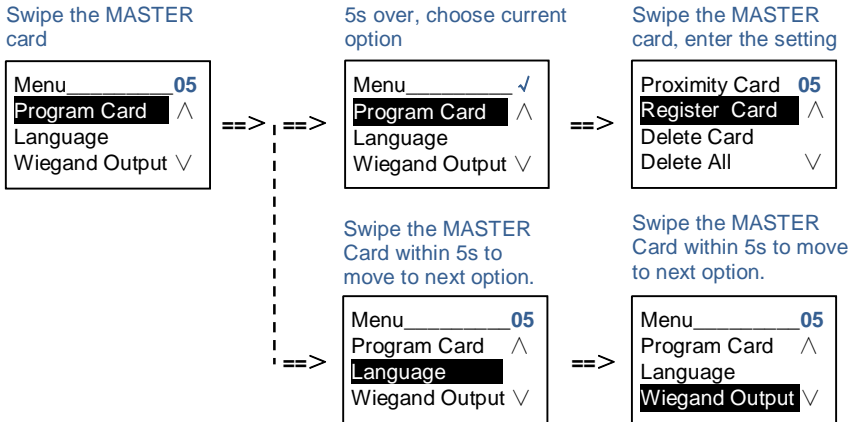 Swipe the MASTER
card
Menu_________05
Program Card ∧
Language
Wiegand Output ∨
==> ==>
5s over, choose current
option
Menu_________ √
Program Card ∧
Language
Wiegand Output ∨
==>
Swipe the MASTER
card, enter the setting
Proximity Card 05
Register Card ∧
Delete Card
Delete All ∨
==>
Swipe the MASTER
Card within 5s to
move to next option.
Menu_________05
Program Card ∧
Language
Wiegand Output ∨
==>
Swipe the MASTER
Card within 5s to move
to next option.
Menu_________05
Program Card ∧
Language
Wiegand Output ∨